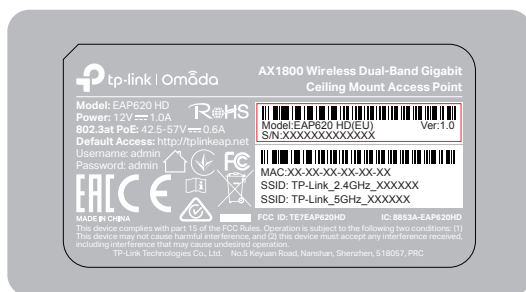 tp-link | Omada
AX1800 Wireless Dual-Band Gigabit
Ceiling Mount Access Point
Model: EAP620 HD
Power: 12V⎓1.0A
802.3at PoE: 42.5-57V⎓0.6A
Default Access: http://tplinkeap.net
Username: admin
Password: admin
RoHS
FC
EAC CE
MADE IN CHINA
Model:EAP620 HD(EU) Ver:1.0
S/N:XXXXXXXXXXXXX
MAC:XX-XX-XX-XX-XX-XX
SSID: TP-Link_2.4GHz_XXXXXX
SSID: TP-Link_5GHz_XXXXXX
FCC ID: TE7EAP620HD IC: 8853A-EAP620HD
This device complies with part 15 of the FCC Rules. Operation is subject to the following two conditions: (1)
This device may not cause harmful interference, and (2) this device must accept any interference received,
including interference that may cause undesired operation.
TP-Link Technologies Co., Ltd. No.5 Keyuan Road, Nanshan, Shenzhen, 518057, PRC